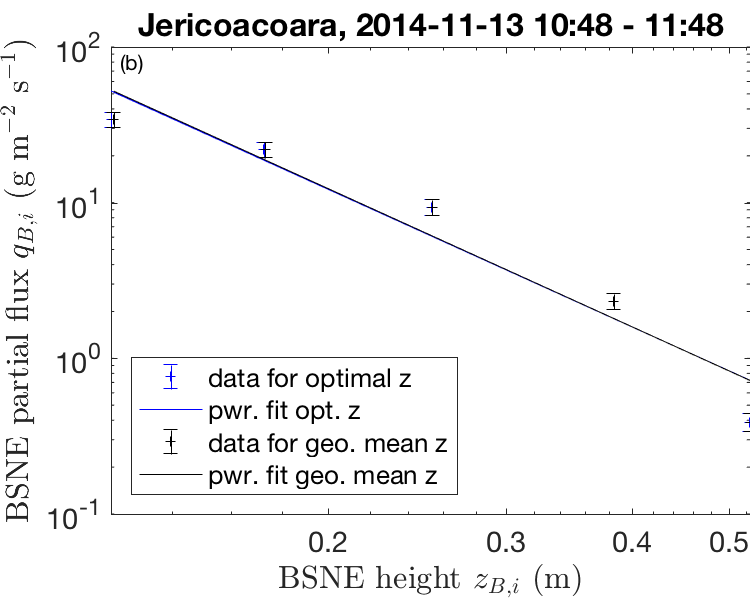 Jericoacoara, 2014-11-13 10:48 - 11:48
(b)
BSNE partial flux q_{B,i} (g m^{-2} s^{-1})
10^2
10^1
10^0
10^{-1}
data for optimal z
pwr. fit opt. z
data for geo. mean z
pwr. fit geo. mean z
0.2 0.3 0.4 0.5
BSNE height z_{B,i} (m)